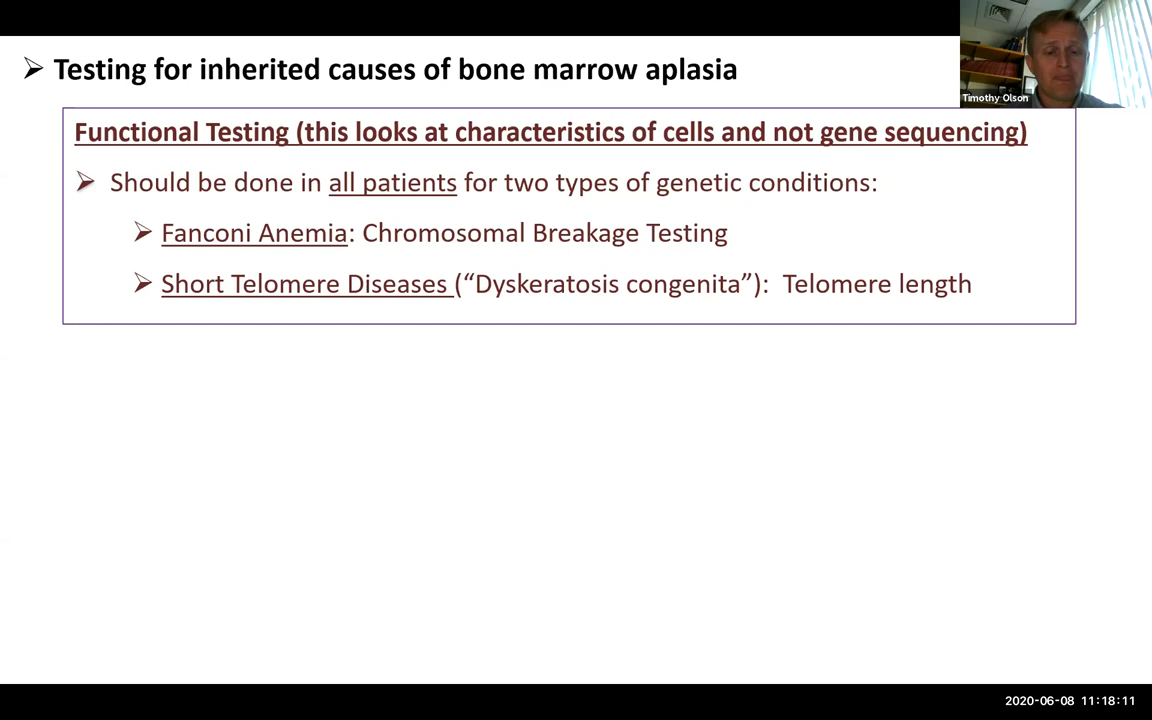 ➢ Testing for inherited causes of bone marrow aplasia
Timothy Olson
Functional Testing (this looks at characteristics of cells and not gene sequencing)
➢ Should be done in all patients for two types of genetic conditions:
➢ Fanconi Anemia: Chromosomal Breakage Testing
➢ Short Telomere Diseases (“Dyskeratosis congenita”): Telomere length
2020-06-08 11:18:11